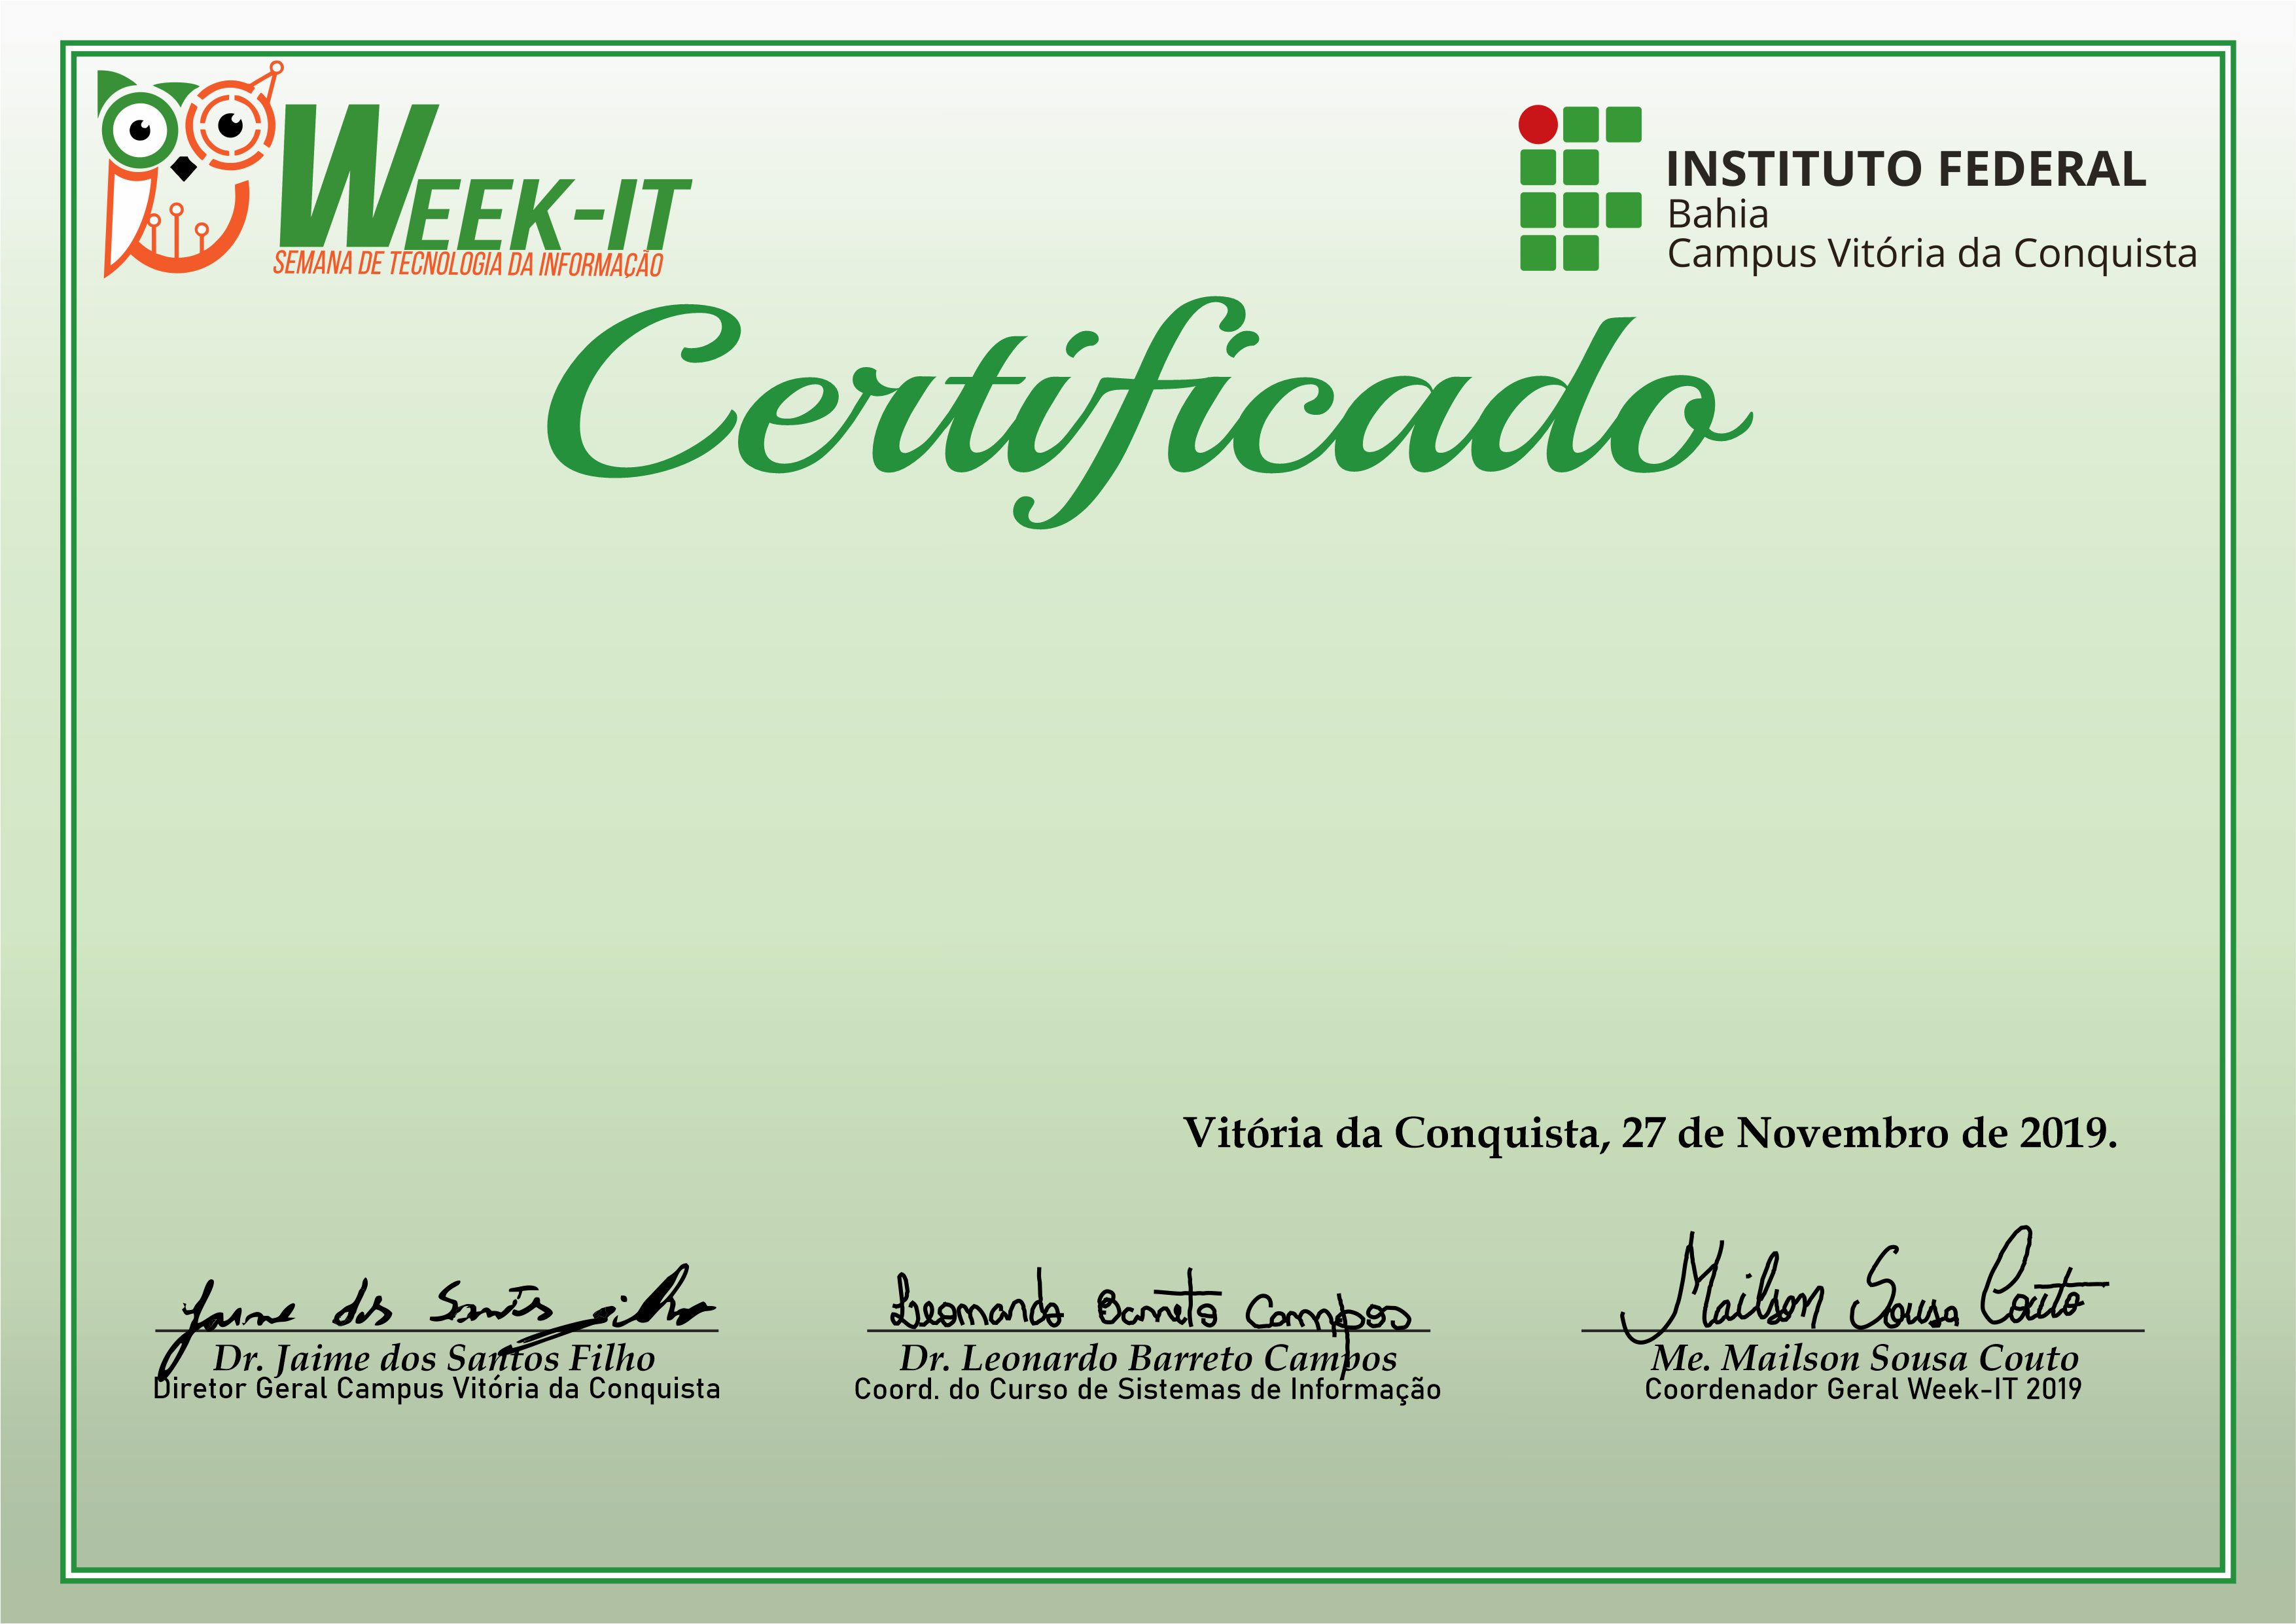 WEEK-IT
SEMANA DE TECNOLOGIA DA INFORMAÇÃO
INSTITUTO FEDERAL
Bahia
Campus Vitória da Conquista
Certificado
Vitória da Conquista, 27 de Novembro de 2019.
Jaime dos Santos Filho
Leonardo Barreto Campos
Mailson Sousa Couto
Dr. Jaime dos Santos Filho
Diretor Geral Campus Vitória da Conquista
Dr. Leonardo Barreto Campos
Coord. do Curso de Sistemas de Informação
Me. Mailson Sousa Couto
Coordenador Geral Week-IT 2019